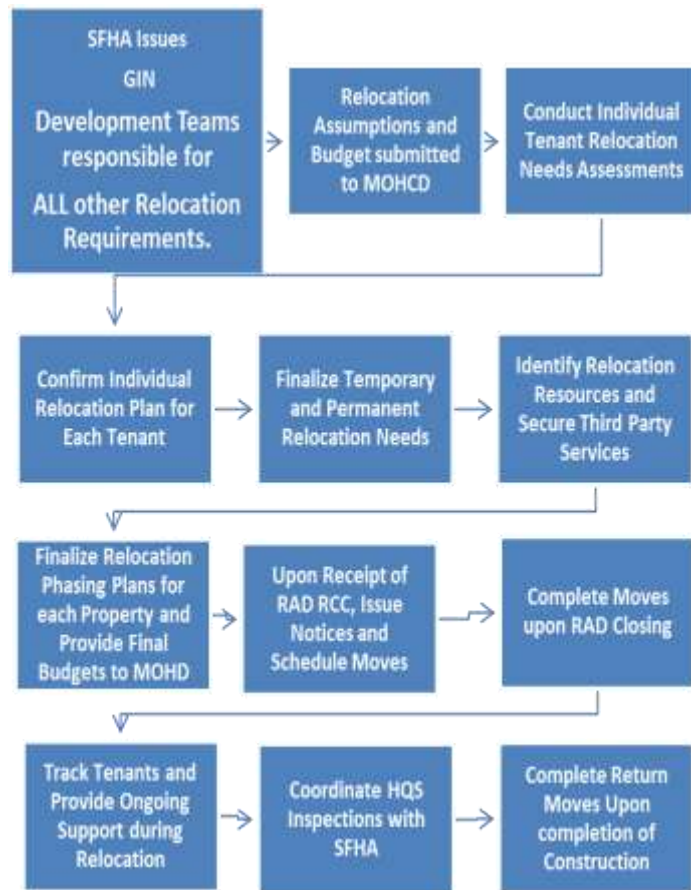 SFHA Issues
GIN
Development Teams
responsible for
ALL other Relocation
Requirements.
Relocation
Assumptions and
Budget submitted
to MOHCD
Conduct Individual
Tenant Relocation
Needs Assessments
Confirm Individual
Relocation Plan for
Each Tenant
Finalize Temporary
and Permanent
Relocation Needs
Identify Relocation
Resources and
Secure Third Party
Services
Finalize Relocation
Phasing Plans for
each Property and
Provide Final
Budgets to MOHD
Upon Receipt of
RAD RCC, Issue
Notices and
Schedule Moves
Complete Moves
upon RAD Closing
Track Tenants and
Provide Ongoing
Support during
Relocation
Coordinate HQS
Inspections with
SFHA
Complete Return
Moves Upon
completion of
Construction